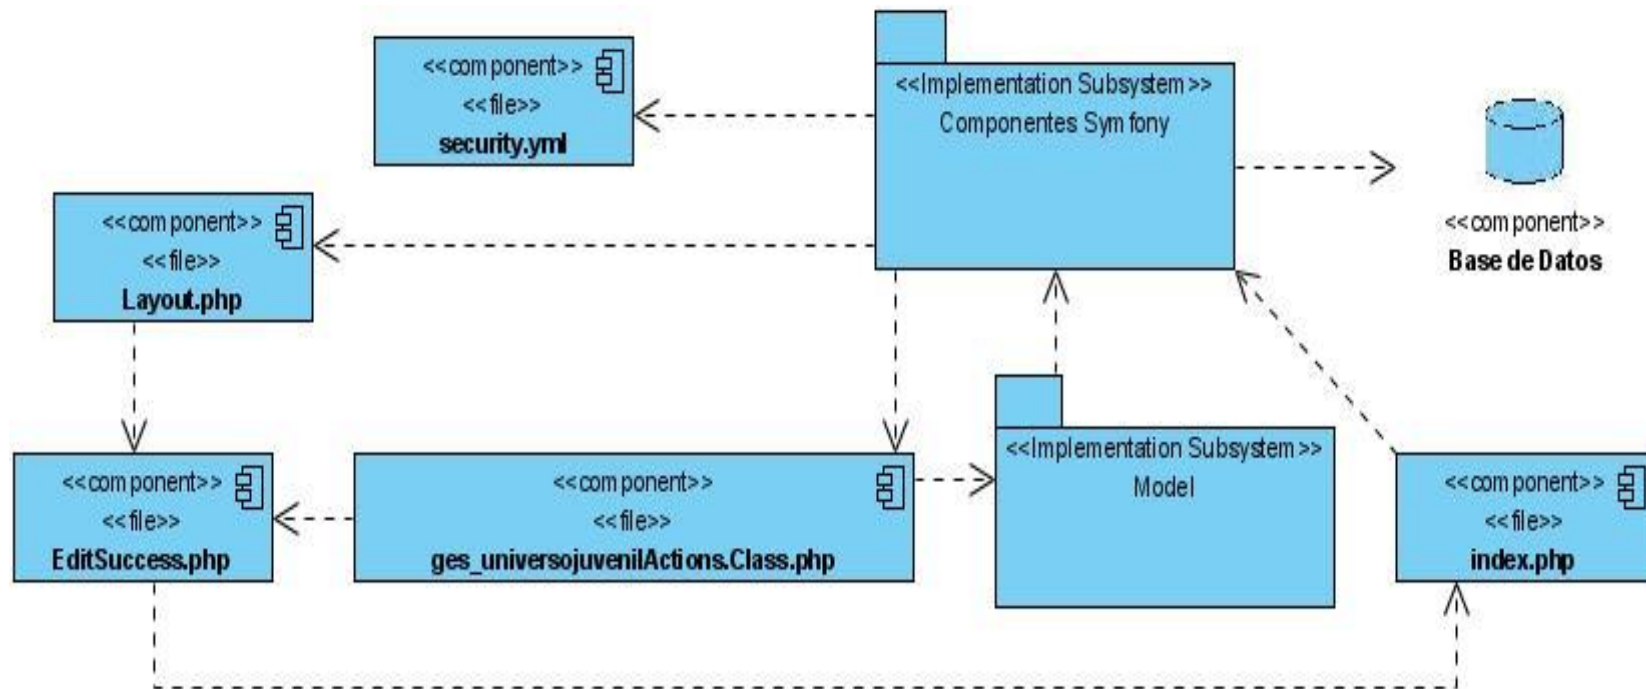 <<component>>
<<file>>
security.yml
<<Implementation Subsystem>>
Componentes Symfony
<<component>>
Base de Datos
<<component>>
<<file>>
Layout.php
<<component>>
<<file>>
EditSuccess.php
<<component>>
<<file>>
ges_universojuvenilActions.Class.php
<<Implementation Subsystem>>
Model
<<component>>
<<file>>
index.php